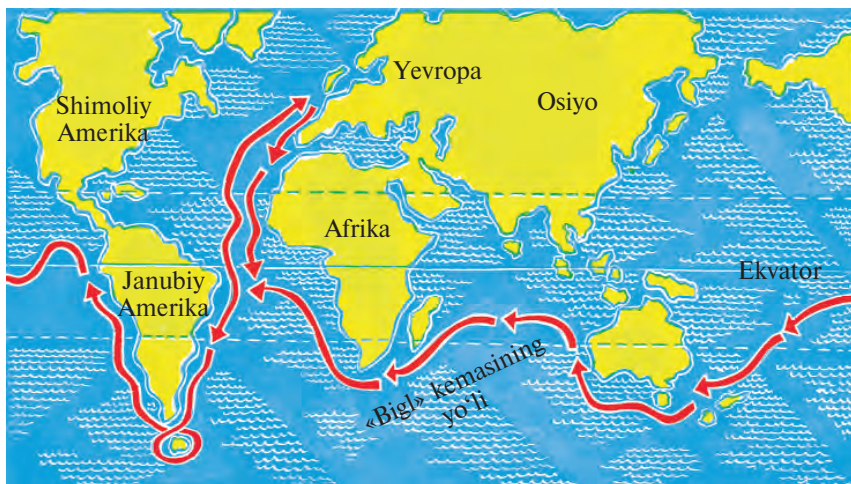 Yevropa
Osiyo
Shimoliy
Amerika
Afrika
Ekvator
Janubiy
Amerika
«Bigl» kemasining
yo‘li